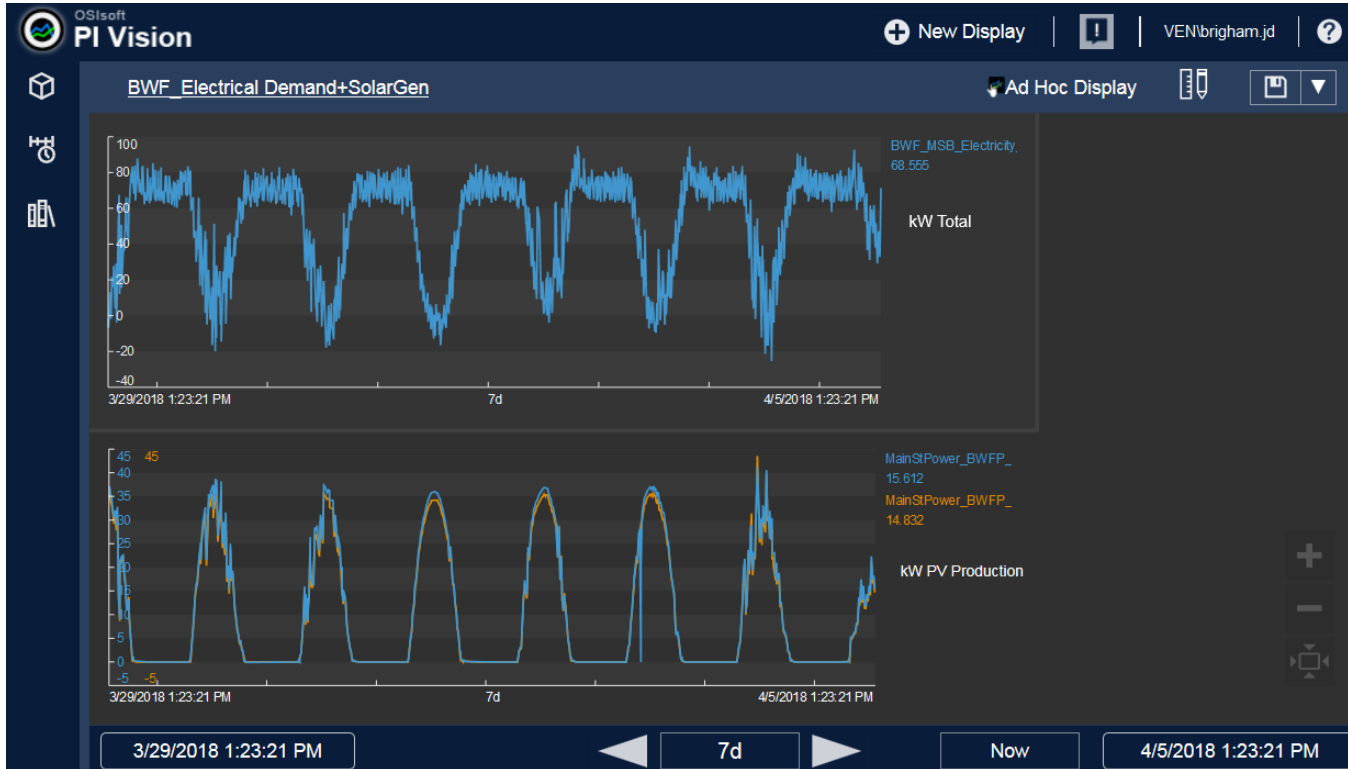 OSIsoft
PI Vision
New Display
VEN\brigham.jd
?
BWF_Electrical Demand+SolarGen
Ad Hoc Display
100
80
60
40
20
0
-20
-40
3/29/2018 1:23:21 PM
7d
4/5/2018 1:23:21 PM
BWF_MSB_Electricity.
68.555
kW Total
45 45
40
35
30
25
20
15
10
5
0
-5 -5
3/29/2018 1:23:21 PM
7d
4/5/2018 1:23:21 PM
MainStPower_BWFP_
15.612
MainStPower_BWFP_
14.832
kW PV Production
3/29/2018 1:23:21 PM
7d
Now
4/5/2018 1:23:21 PM